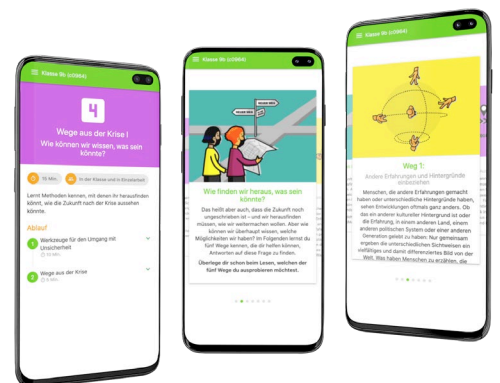 Klasse 9b (c0964)
4
Wege aus der Krise I
Wie können wir wissen, was sein
könnte?
10 Min.
In der Klasse und in Einzelarbeit
Lernt Methoden kennen, mit denen ihr herausfinden
könnt, wie die Zukunft nach der Krise aussehen
könnte.
Ablauf
1 Werkzeuge für den Umgang mit
Unsicherheit
2 Wege aus der Krise
Klasse 9b (c0964)
Wie finden wir heraus, was sein
könnte?
Das heißt aber auch, dass die Zukunft noch
ungeschrieben ist – und wir herausfinden
müssen, wie wir weitermachen wollen. Aber wie
können wir überhaupt wissen, welche
Möglichkeiten wir haben? Im Folgenden lernst du
fünf Wege kennen, die dir helfen können,
Antworten auf diese Frage zu finden.
Überlege dir schon beim Lesen, welchen der
fünf Wege du ausprobieren möchtest.
Klasse 9b (c0964)
Weg 1:
Andere Erfahrungen und Hintergründe
einbeziehen
Menschen, die andere Erfahrungen gemacht
haben oder unterschiedliche Hintergründe haben,
sehen Entwicklungen oftmals ganz anders. Ob
das ein anderer kultureller Hintergrund ist oder
die Erfahrung, in einem anderen Land, einem
anderen politischen System oder einer anderen
Generation gelebt zu haben: Nur gemeinsam
ergeben die unterschiedlichen Sichtweisen ein
vielfältiges und damit differenziertes Bild von der
Welt. Was haben Menschen zu erzählen, die